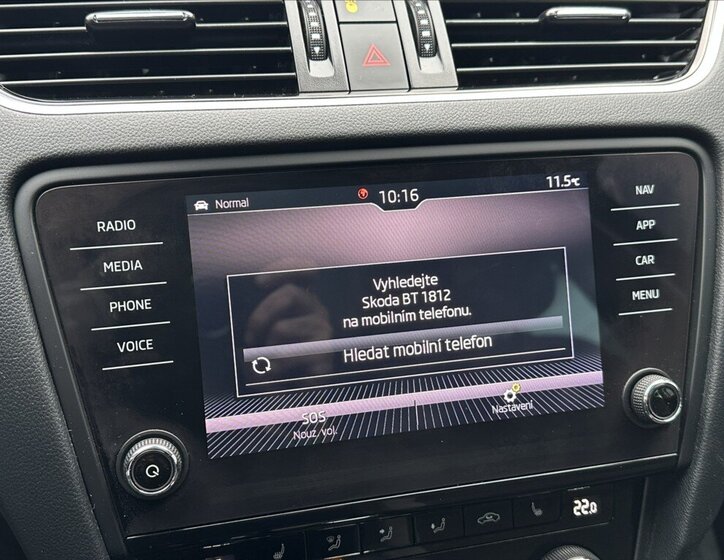 Normal
10:16
11.5°C
RADIO
MEDIA
PHONE
VOICE
NAV
APP
CAR
MENU
Vyhledejte
Skoda BT 1812
na mobilním telefonu.
Hledat mobilní telefon
SOS
Nouz. vol.
Nastavení
22.0